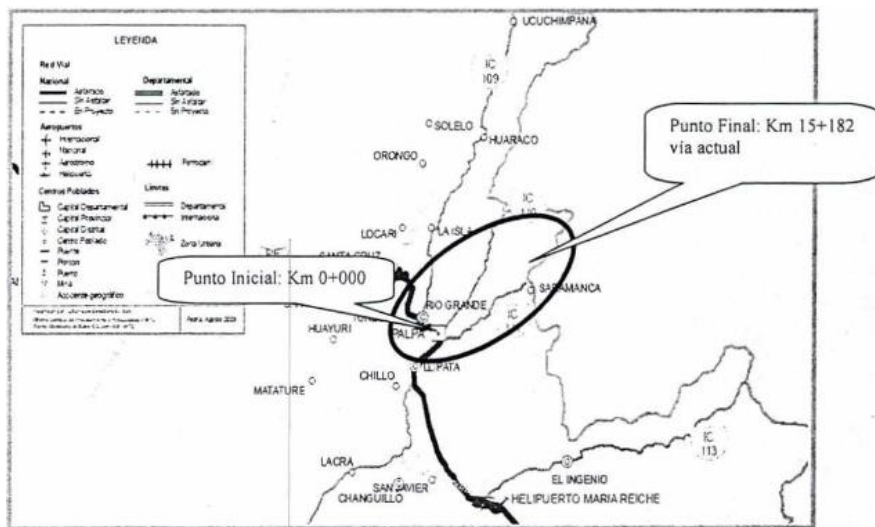 LEYENDA
Red Vial
Nacional
Departamental
Asfaltado
Asfaltado
Sin Asfaltar
Sin Asfaltar
En Proyecto
En Proyecto
Aeropuertos
Internacional
Nacional
Aeródromo
Helipuerto
Ferrocarril
Centros Poblados
Límites
Capital Departamental
Capital Provincial
Capital Distrital
Centro Poblado
Puente
Puerto
Mina
Accidente geográfico
Departamental
Internacional
Zona Urbana
UCUCHIMPANA
IC
109
SOLELO
HUARACO
ORONGO
Punto Final: Km 15+182
vía actual
LOCARI
LA ISLA
SANTA CRUZ
Punto Inicial: Km 0+000
SARAMANCA
RIO GRANDE
PALPA
HUAYURI
LLIPATA
CHILLO
MATATURE
IC
113
LACRA
EL INGENIO
SAN JAVIER
CHANGUILLO
HELIPUERTO MARIA REICHE